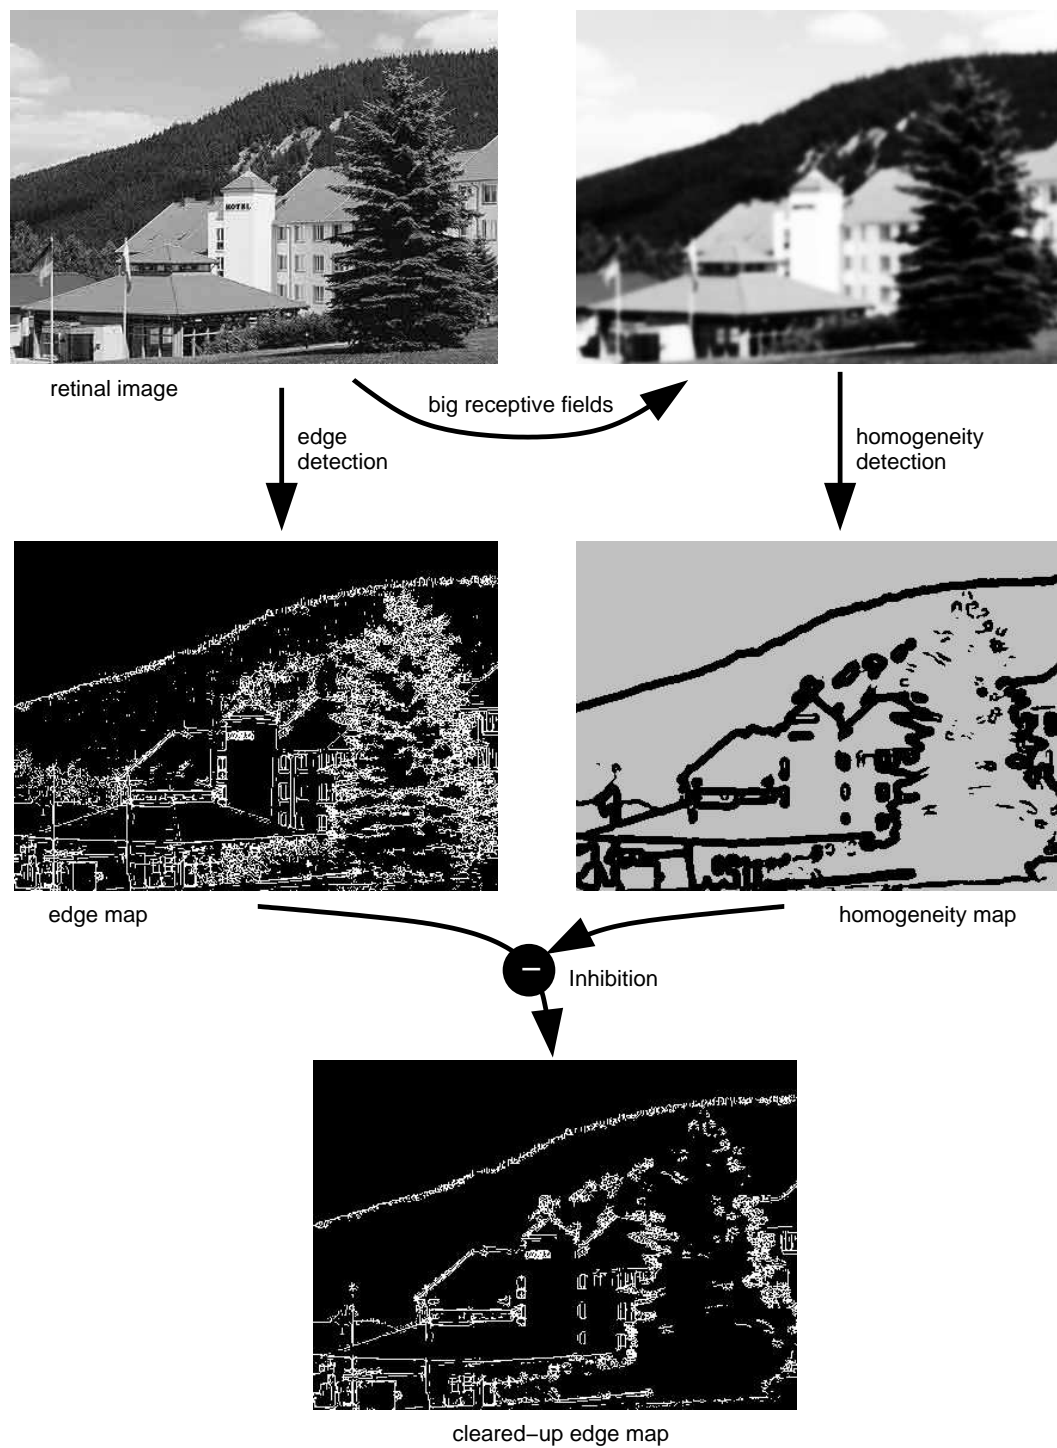 HOTEL
retinal image
big receptive fields
edge
detection
homogeneity
detection
edge map
homogeneity map
Inhibition
cleared–up edge map